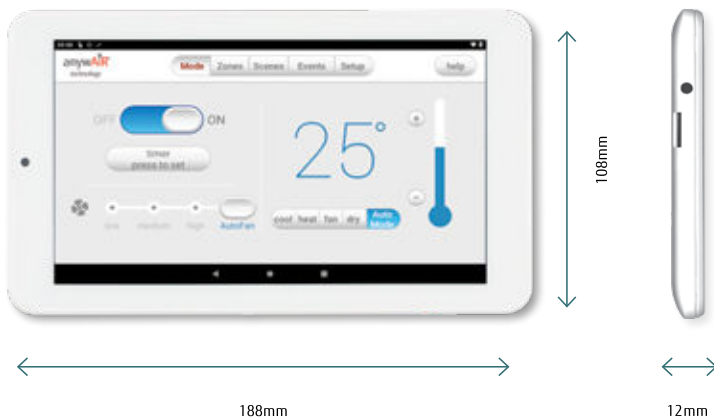 anywAiR
technology
Mode Zones Scenes Events Setup help
OFF ON
timer
press to set
25°
+
-
low medium high AutoFan
cool heat fan dry Auto
Mode
108mm
188mm
12mm